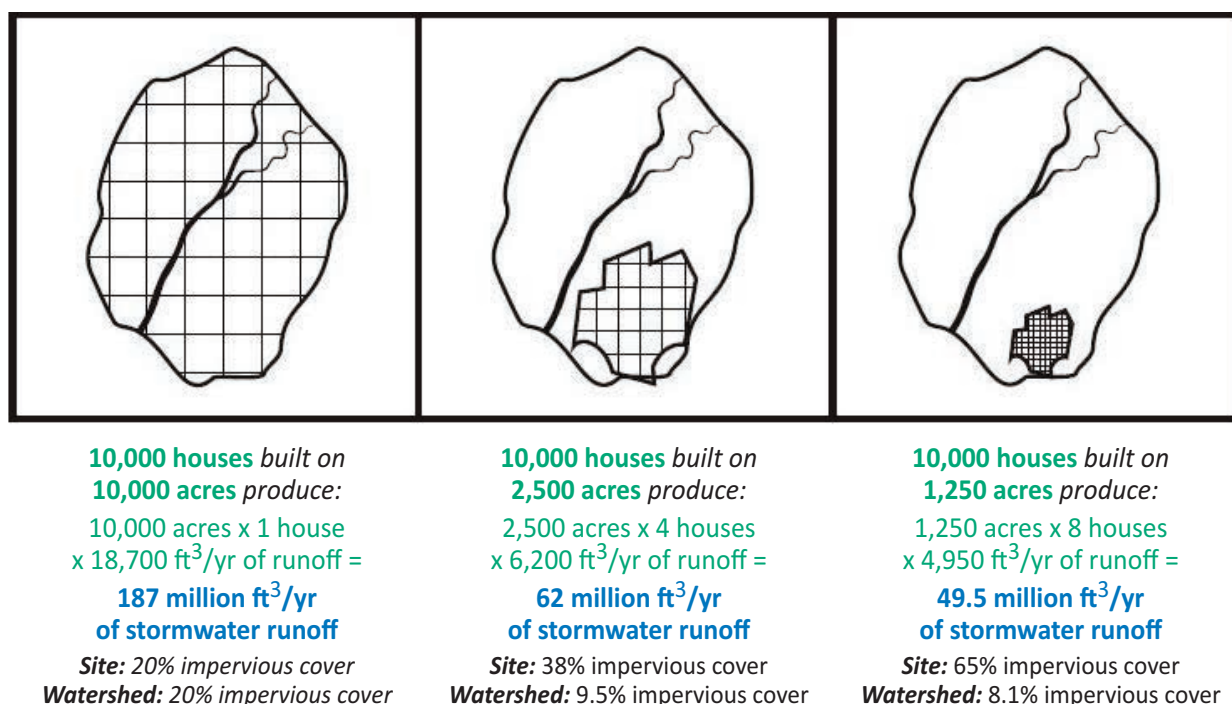 10,000 houses built on
10,000 acres produce:
10,000 acres x 1 house
x 18,700 ft³/yr of runoff =
187 million ft³/yr
of stormwater runoff
Site: 20% impervious cover
Watershed: 20% impervious cover
10,000 houses built on
2,500 acres produce:
2,500 acres x 4 houses
x 6,200 ft³/yr of runoff =
62 million ft³/yr
of stormwater runoff
Site: 38% impervious cover
Watershed: 9.5% impervious cover
10,000 houses built on
1,250 acres produce:
1,250 acres x 8 houses
x 4,950 ft³/yr of runoff =
49.5 million ft³/yr
of stormwater runoff
Site: 65% impervious cover
Watershed: 8.1% impervious cover